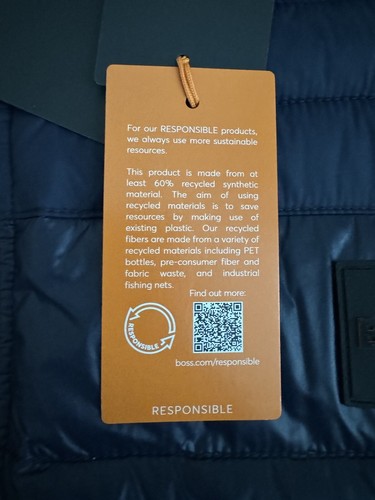 For our RESPONSIBLE products,
we always use more sustainable
resources.
This product is made from at
least 60% recycled synthetic
material. The aim of using
recycled materials is to save
resources by making use of
existing plastic. Our recycled
fibers are made from a variety of
recycled materials including PET
bottles, pre-consumer fiber and
fabric waste, and industrial
fishing nets.
Find out more:
RESPONSIBLE
boss.com/responsible
RESPONSIBLE